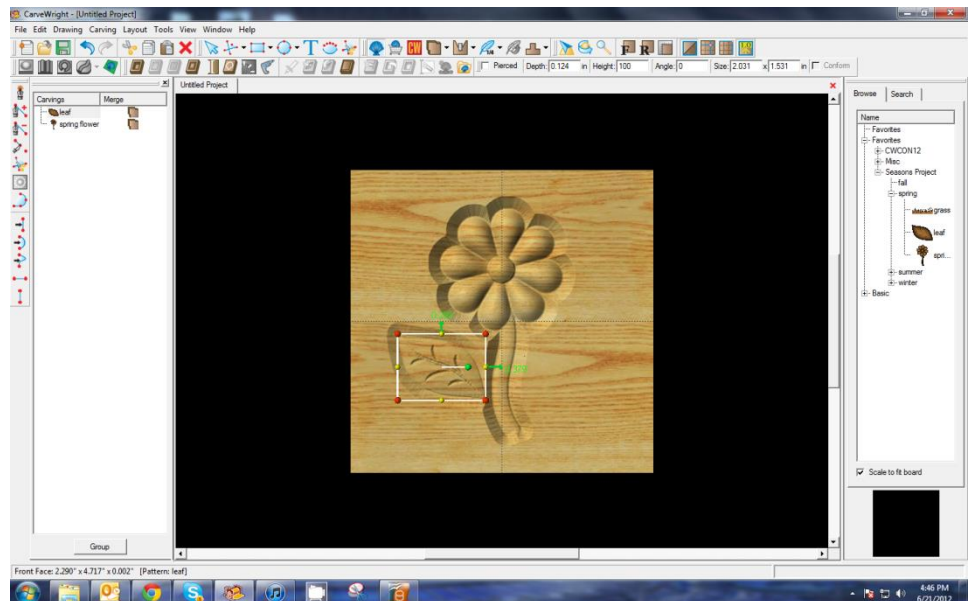 CarveWright - [Untitled Project]
File Edit Drawing Carving Layout Tools View Window Help
CW
T
F R
Pierced Depth: 0.124 in Height: 100 Angle: 0 Size: 2.031 x 1.531 in Conform
Untitled Project
Carvings Merge
leaf
spring flower
Browse Search
Name
Favorites
Favorites
CWCON12
Misc
Seasons Project
fall
spring
grass
leaf
spri...
summer
winter
Basic
Scale to fit board
Group
Front Face: 2.290" x 4.717" x 0.002" [Pattern: leaf]
4:46 PM
6/21/2012